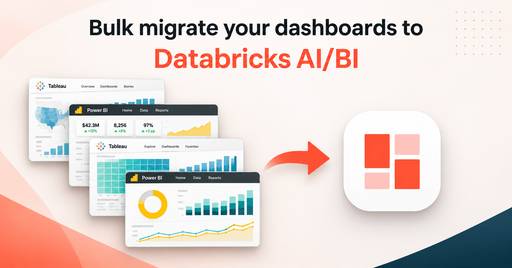 Bulk migrate your dashboards to
Databricks AI/BI
Tableau Overview Dashboards Stories
Power BI Home Data Reports
$42.3M 8,256 97%
Tableau Explore Dashboards Favorites
Power BI Home Data Reports